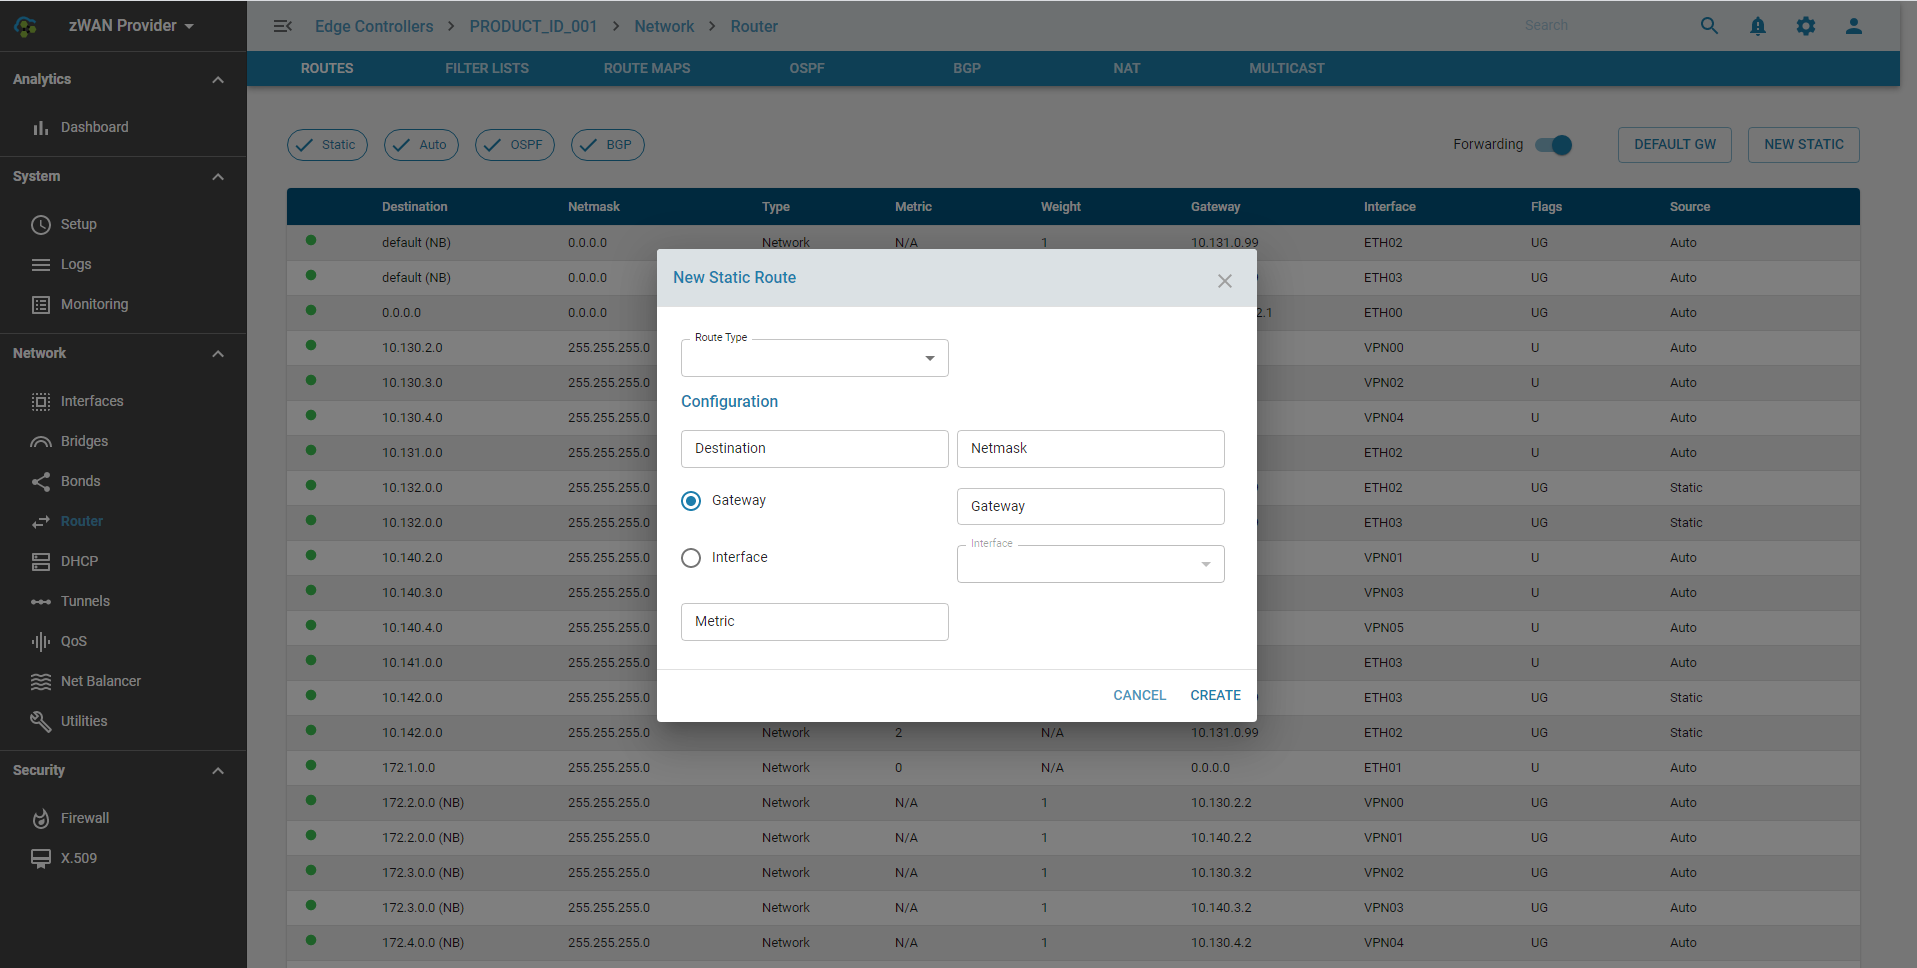 zWAN Provider
Edge Controllers > PRODUCT_ID_001 > Network > Router
Search
ROUTES FILTER LISTS ROUTE MAPS OSPF BGP NAT MULTICAST
Analytics
Dashboard
System
Setup
Logs
Monitoring
Network
Interfaces
Bridges
Bonds
Router
DHCP
Tunnels
QoS
Net Balancer
Utilities
Security
Firewall
X.509
Static Auto OSPF BGP
Forwarding DEFAULT GW NEW STATIC
Destination Netmask Type Metric Weight Gateway Interface Flags Source
default (NB) 0.0.0.0 Network N/A 1 10.131.0.99 ETH02 UG Auto
default (NB) 0.0.0.0 ETH03 UG Auto
0.0.0.0 0.0.0.0 2.1 ETH00 UG Auto
10.130.2.0 255.255.255.0 VPN00 U Auto
10.130.3.0 255.255.255.0 VPN02 U Auto
10.130.4.0 255.255.255.0 VPN04 U Auto
10.131.0.0 255.255.255.0 ETH02 U Auto
10.132.0.0 255.255.255.0 ETH02 UG Static
10.132.0.0 255.255.255.0 ETH03 UG Static
10.140.2.0 255.255.255.0 VPN01 U Auto
10.140.3.0 255.255.255.0 VPN03 U Auto
10.140.4.0 255.255.255.0 VPN05 U Auto
10.141.0.0 255.255.255.0 ETH03 U Auto
10.142.0.0 255.255.255.0 ETH03 UG Static
10.142.0.0 255.255.255.0 Network 2 N/A 10.131.0.99 ETH02 UG Static
172.1.0.0 255.255.255.0 Network 0 N/A 0.0.0.0 ETH01 U Auto
172.2.0.0 (NB) 255.255.255.0 Network N/A 1 10.130.2.2 VPN00 UG Auto
172.2.0.0 (NB) 255.255.255.0 Network N/A 1 10.140.2.2 VPN01 UG Auto
172.3.0.0 (NB) 255.255.255.0 Network N/A 1 10.130.3.2 VPN02 UG Auto
172.3.0.0 (NB) 255.255.255.0 Network N/A 1 10.140.3.2 VPN03 UG Auto
172.4.0.0 (NB) 255.255.255.0 Network N/A 1 10.130.4.2 VPN04 UG Auto
New Static Route
Route Type
Configuration
Destination Netmask
Gateway Gateway
Interface Interface
Metric
CANCEL CREATE